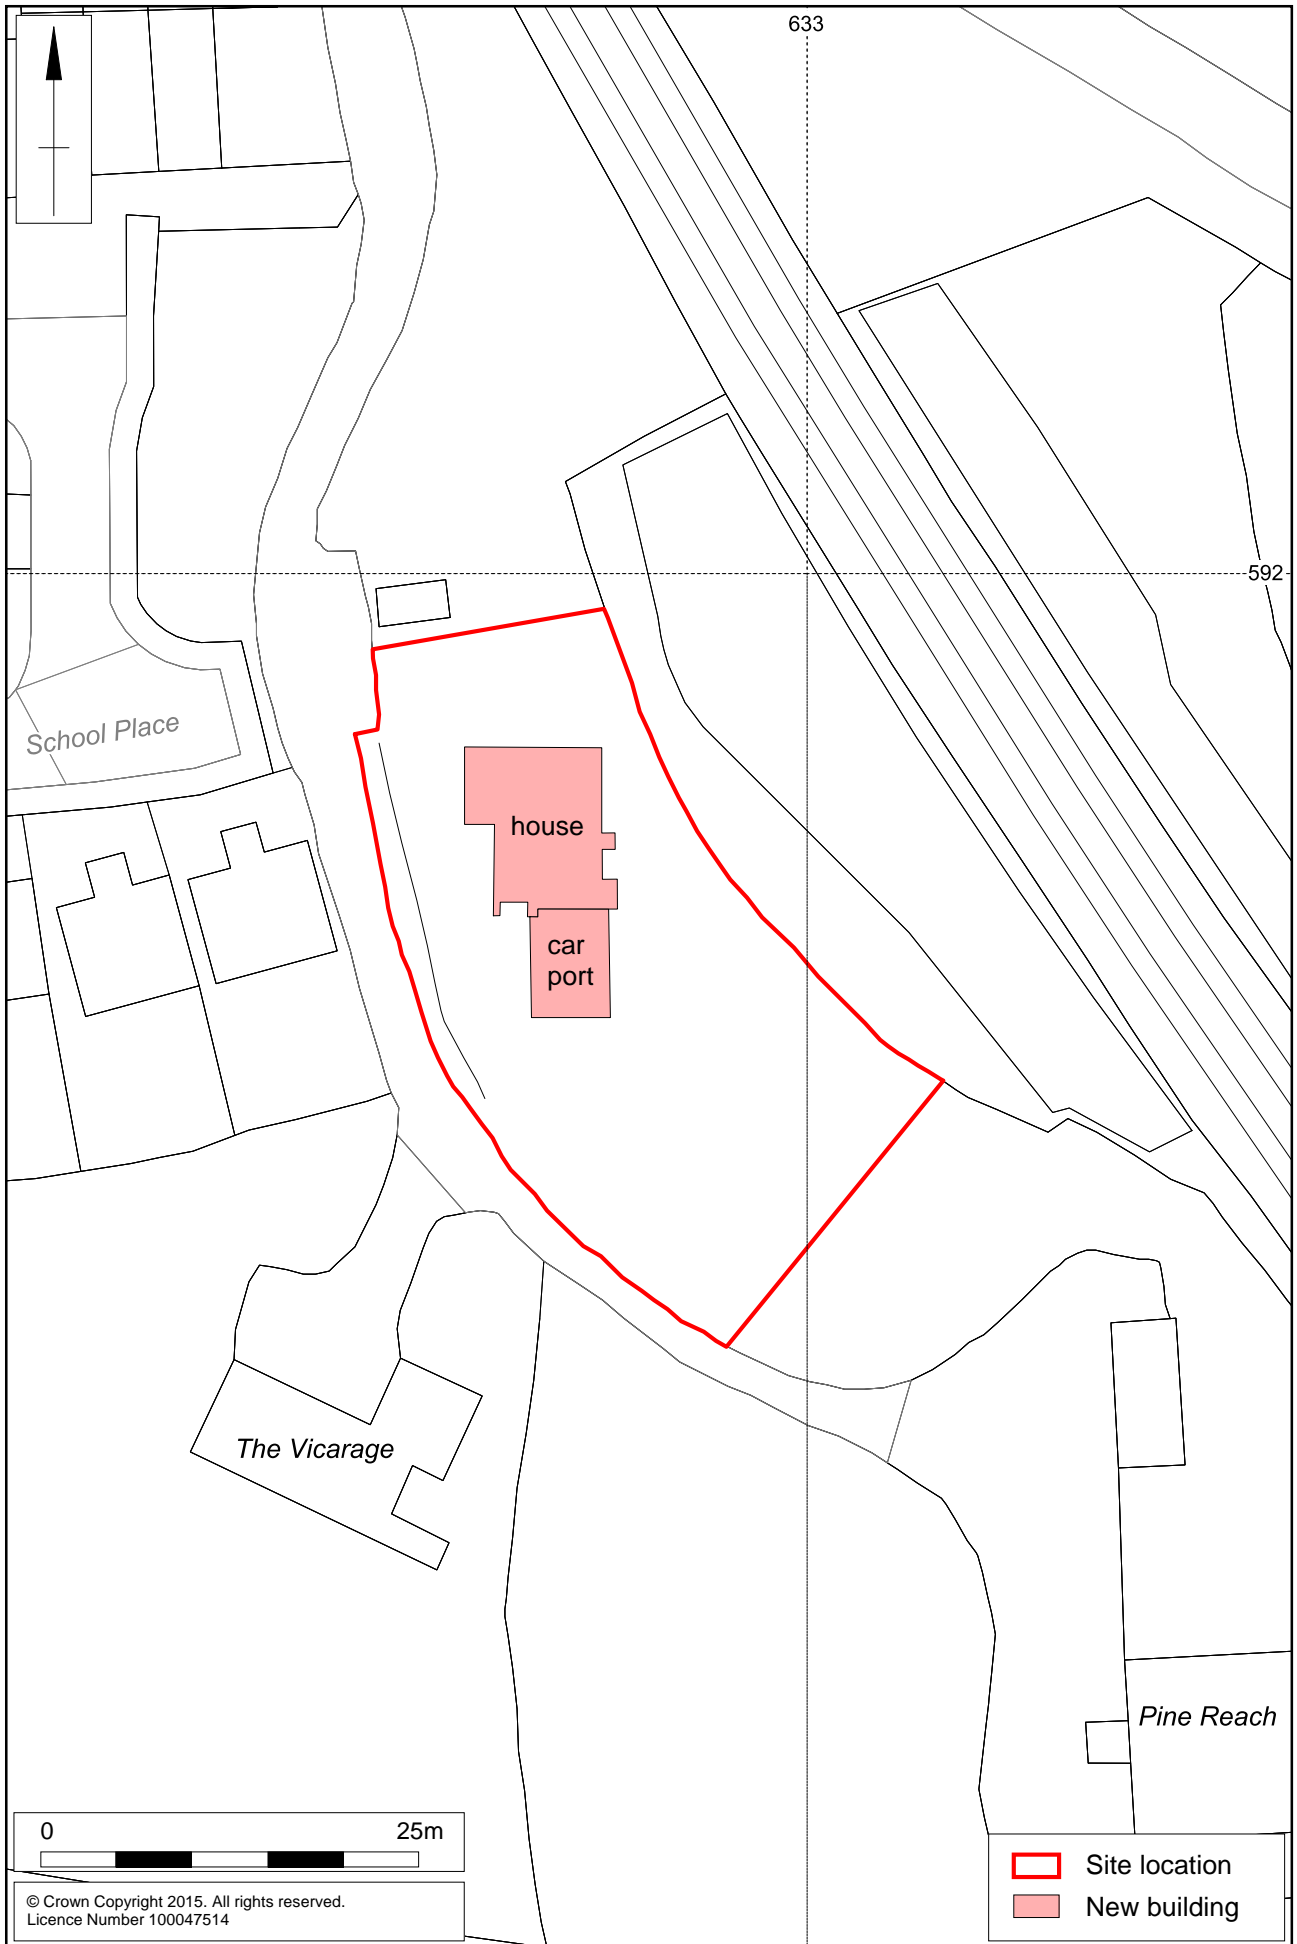 633
592
School Place
house
car
port
The Vicarage
Pine Reach
0 25m
© Crown Copyright 2015. All rights reserved.
Licence Number 100047514
Site location
New building